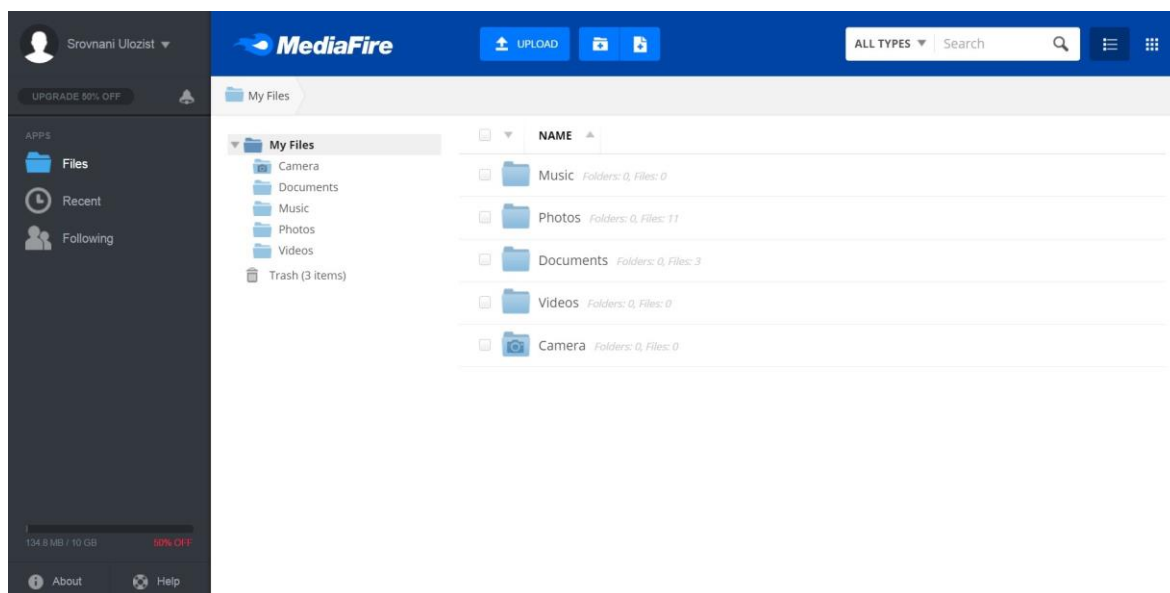 Srovnani Ulozist
MediaFire
UPLOAD
ALL TYPES
Search
UPGRADE 50% OFF
My Files
APPS
Files
Recent
Following
My Files
Camera
Documents
Music
Photos
Videos
Trash (3 items)
NAME
Music Folders: 0, Files: 0
Photos Folders: 0, Files: 11
Documents Folders: 0, Files: 3
Videos Folders: 0, Files: 0
Camera Folders: 0, Files: 0
134.8 MB / 10 GB 50% OFF
About Help